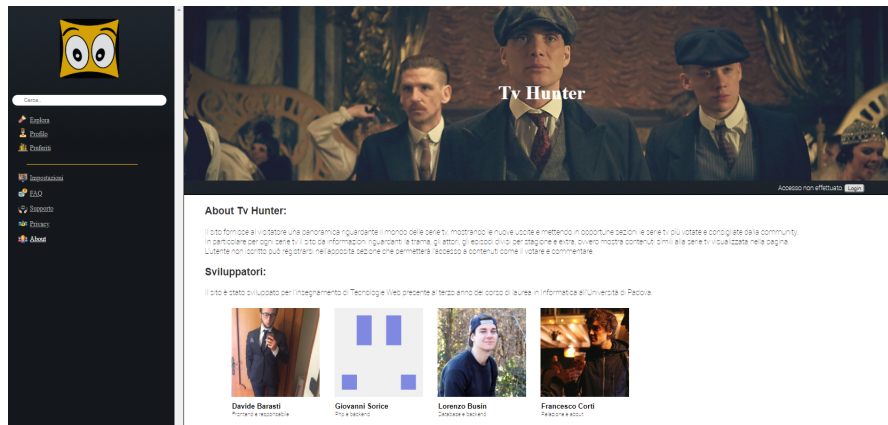 Cerca...
Esplora
Profilo
Preferiti
Impostazioni
FAQ
Supporto
Privacy
About
Tv Hunter
Accesso non effettuato Login
About Tv Hunter:
Il sito fornisce al visitatore una panoramica riguardante il mondo delle serie tv, mostrando le nuove uscite e mettendo in opportune sezioni le serie tv più votate e consigliate dalla community.
In particolare per ogni serie tv il sito da informazioni riguardanti la trama, gli attori, gli episodi divisi per stagione e extra, ovvero mostra contenuti simili alla serie tv visualizzata nella pagina.
L'utente non iscritto può registrarsi nell'apposita sezione che permetterà l'accesso a contenuti come il votare e commentare.
Sviluppatori:
Il sito è stato sviluppato per l'insegnamento di Tecnologie Web presente al terzo anno del corso di laurea in Informatica all'Università di Padova.
Davide Barasti
Giovanni Sorice
Lorenzo Busin
Francesco Corti
Frontend e responsabile
Php e backend
Database e backend
Relazione e about